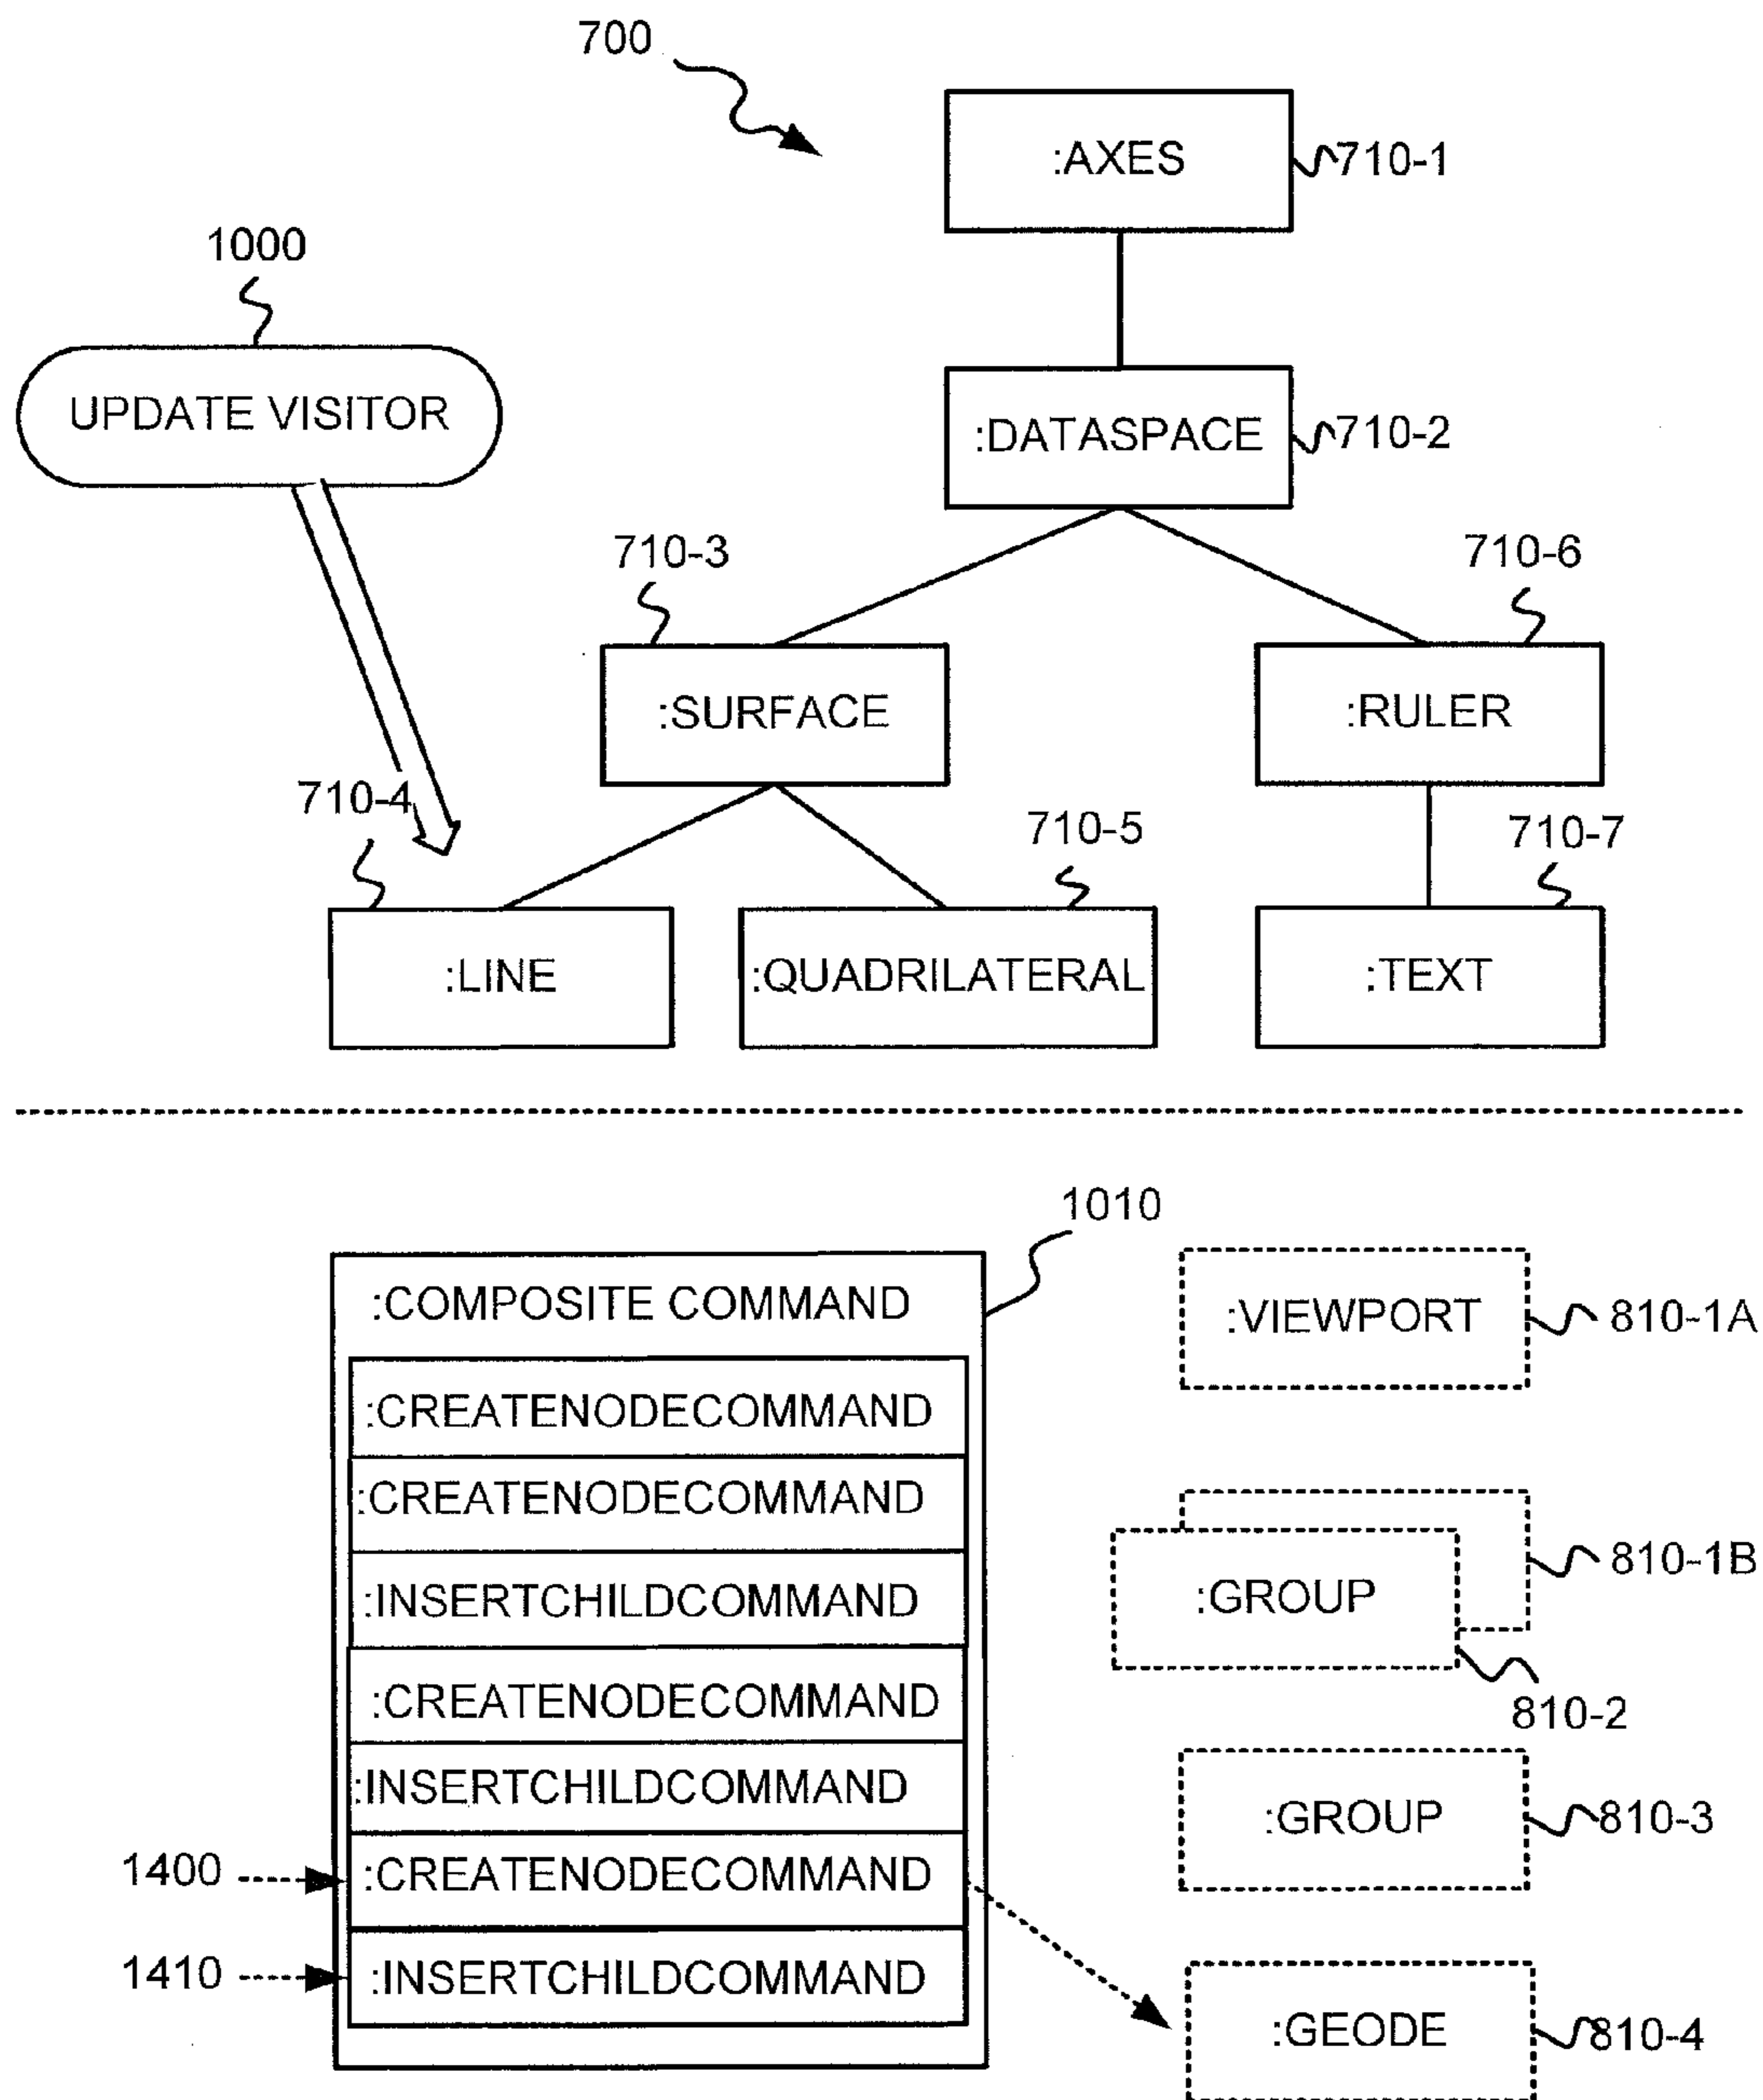 700
:AXES
710-1
1000
UPDATE VISITOR
:DATASPACE
710-2
710-3
710-6
:SURFACE
:RULER
710-4
710-5
710-7
:LINE
:QUADRILATERAL
:TEXT
1010
:COMPOSITE COMMAND
:VIEWPORT
810-1A
:CREATENODECOMMAND
:CREATENODECOMMAND
810-1B
:INSERTCHILDCOMMAND
:GROUP
:CREATENODECOMMAND
810-2
:INSERTCHILDCOMMAND
:GROUP
810-3
1400
:CREATENODECOMMAND
1410
:INSERTCHILDCOMMAND
:GEODE
810-4